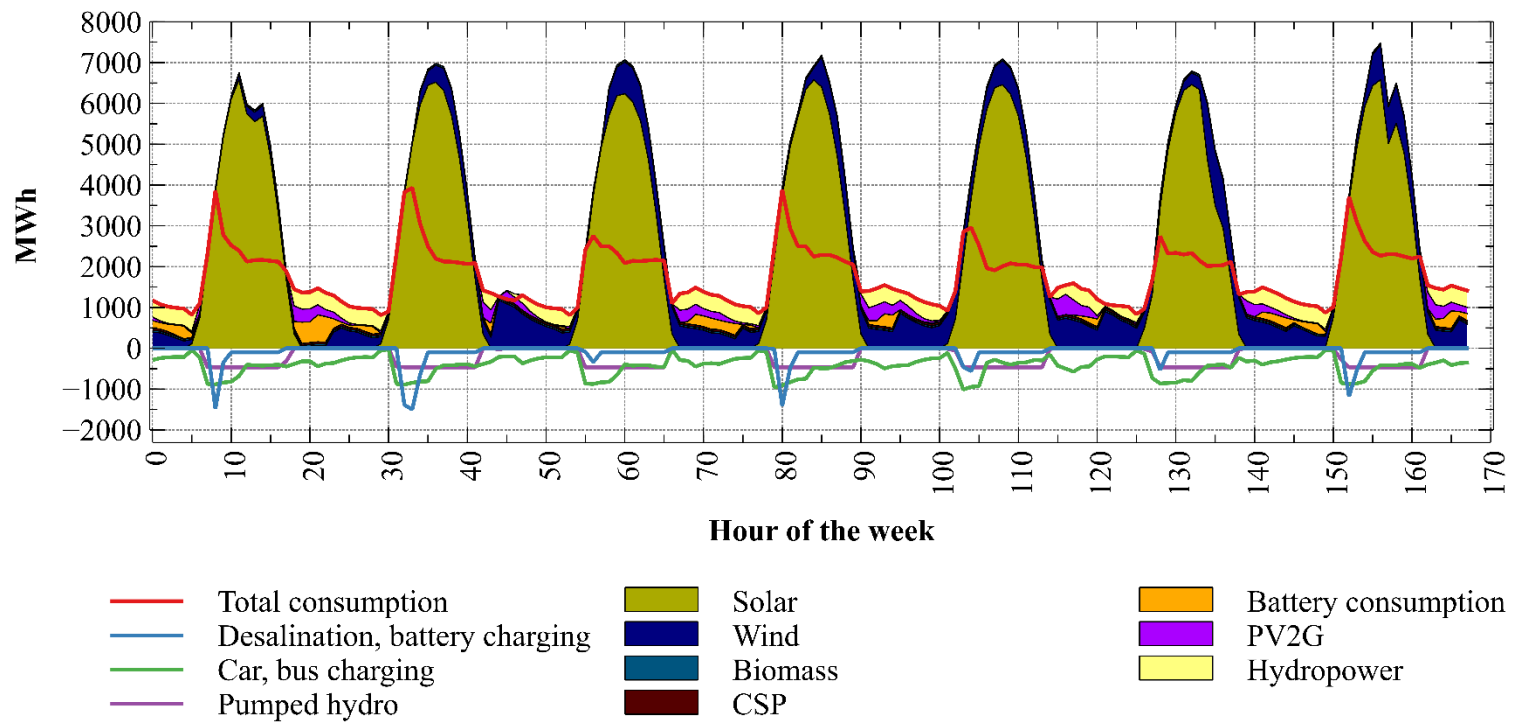 8000
7000
6000
5000
4000
3000
2000
1000
0
−1000
−2000
MWh
0 10 20 30 40 50 60 70 80 90 100 110 120 130 140 150 160 170
Hour of the week
Total consumption Solar Battery consumption
Desalination, battery charging Wind PV2G
Car, bus charging Biomass Hydropower
Pumped hydro CSP